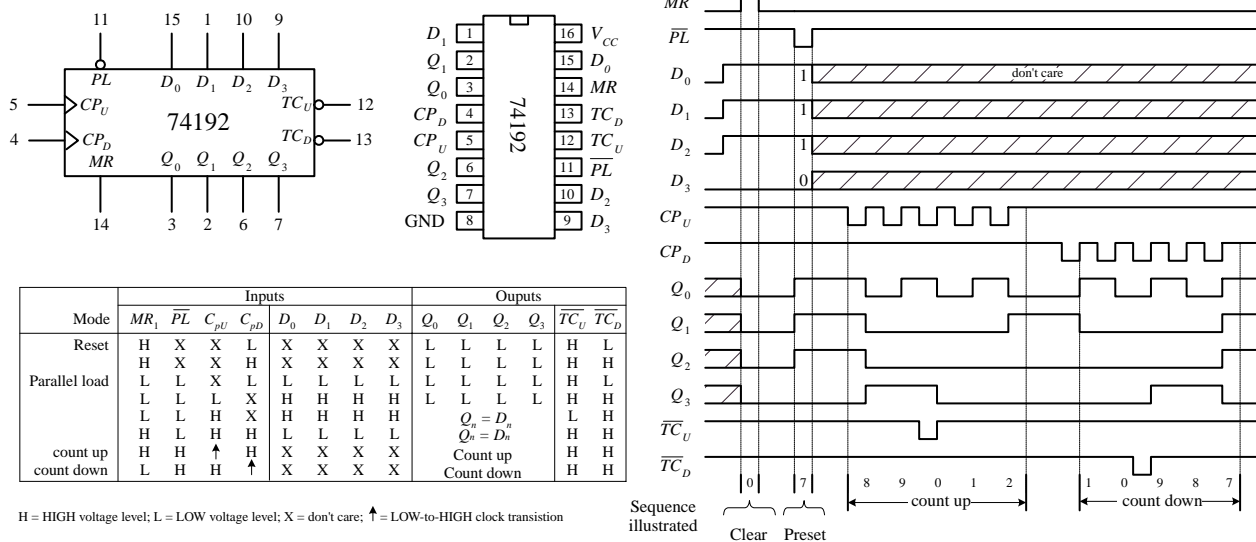 11 15 1 10 9
PL D0 D1 D2 D3
5 CPU TCU 12
74192
4 CPD TCD 13
MR Q0 Q1 Q2 Q3
14 3 2 6 7
D1 1 16 VCC
Q1 2 15 D0
Q0 3 14 MR
CPD 4 13 TCD
CPU 5 12 TCU
Q2 6 11 PL
Q3 7 10 D2
GND 8 9 D3
74192
Inputs Ouputs
Mode MR1 PL CpU CpD D0 D1 D2 D3 Q0 Q1 Q2 Q3 TCU TCD
Reset H X X L X X X X L L L L H L
H X X H X X X X L L L L H H
Parallel load L L X L L L L L L L L L H L
L L L X H H H H L L L L H H
L L H X H H H H Qn = Dn L H
H L H H L L L L Qn = Dn H H
count up H H ↑ H X X X X Count up H H
count down L H H ↑ X X X X Count down H H
H = HIGH voltage level; L = LOW voltage level; X = don't care; ↑ = LOW-to-HIGH clock transistion
MR
PL
D0 1 don't care
D1 1
D2 1
D3 0
CPU
CPD
Q0
Q1
Q2
Q3
TCU
TCD
0 7 8 9 0 1 2 1 0 9 8 7
Sequence illustrated
count up count down
Clear Preset